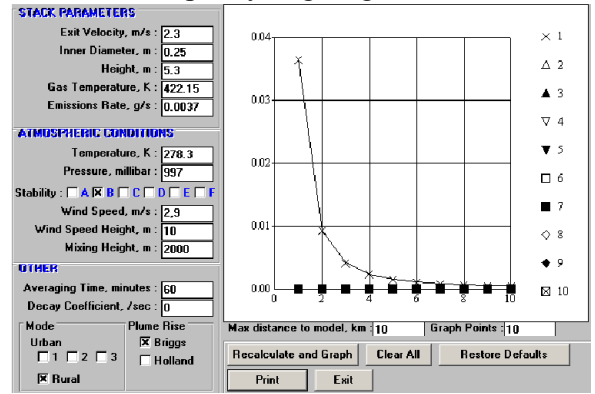 STACK PARAMETERS
Exit Velocity, m/s : 2.3
Inner Diameter, m : 0.25
Height, m : 5.3
Gas Temperature, K : 422.15
Emissions Rate, g/s : 0.0037
ATMOSPHERIC CONDITIONS
Temperature, K : 278.3
Pressure, millibar : 997
Stability : A B C D E F
Wind Speed, m/s : 2,9
Wind Speed Height, m : 10
Mixing Height, m : 2000
OTHER
Averaging Time, minutes : 60
Decay Coefficient, /sec : 0
Mode
Urban
1 2 3
Rural
Plume Rise
Briggs
Holland
0.04
0.03
0.02
0.01
0.00
0 2 4 6 8 10
1
2
3
4
5
6
7
8
9
10
Max distance to model, km : 10 Graph Points : 10
Recalculate and Graph Clear All Restore Defaults
Print Exit